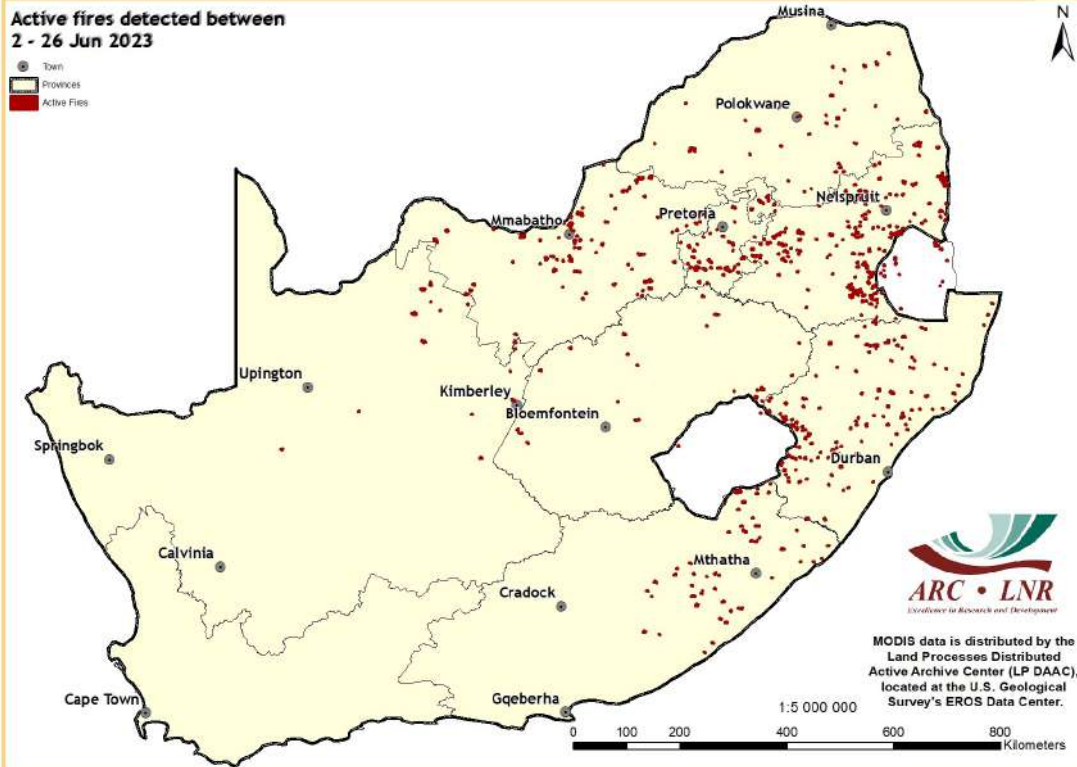 Active fires detected between
2 - 26 Jun 2023
Town
Provinces
Active Fires
N
Musina
Polokwane
Nelspruit
Pretoria
Mmabatho
Upington
Kimberley
Bloemfontein
Springbok
Durban
Calvinia
Mthatha
Cradock
Cape Town
Gqeberha
ARC • LNR
Excellence in Research and Development
MODIS data is distributed by the
Land Processes Distributed
Active Archive Center (LP DAAC),
located at the U.S. Geological
Survey's EROS Data Center.
1:5 000 000
0 100 200 400 600 800
Kilometers